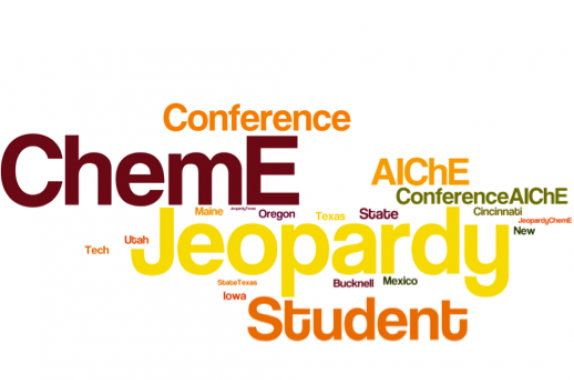 Conference
ChemE
AIChE
ConferenceAIChE
Maine
JeopardyTexas
Oregon
Texas
State
Cincinnati
JeopardyChemE
Jeopardy
New
Utah
Tech
StateTexas
Bucknell
Mexico
Iowa
Student